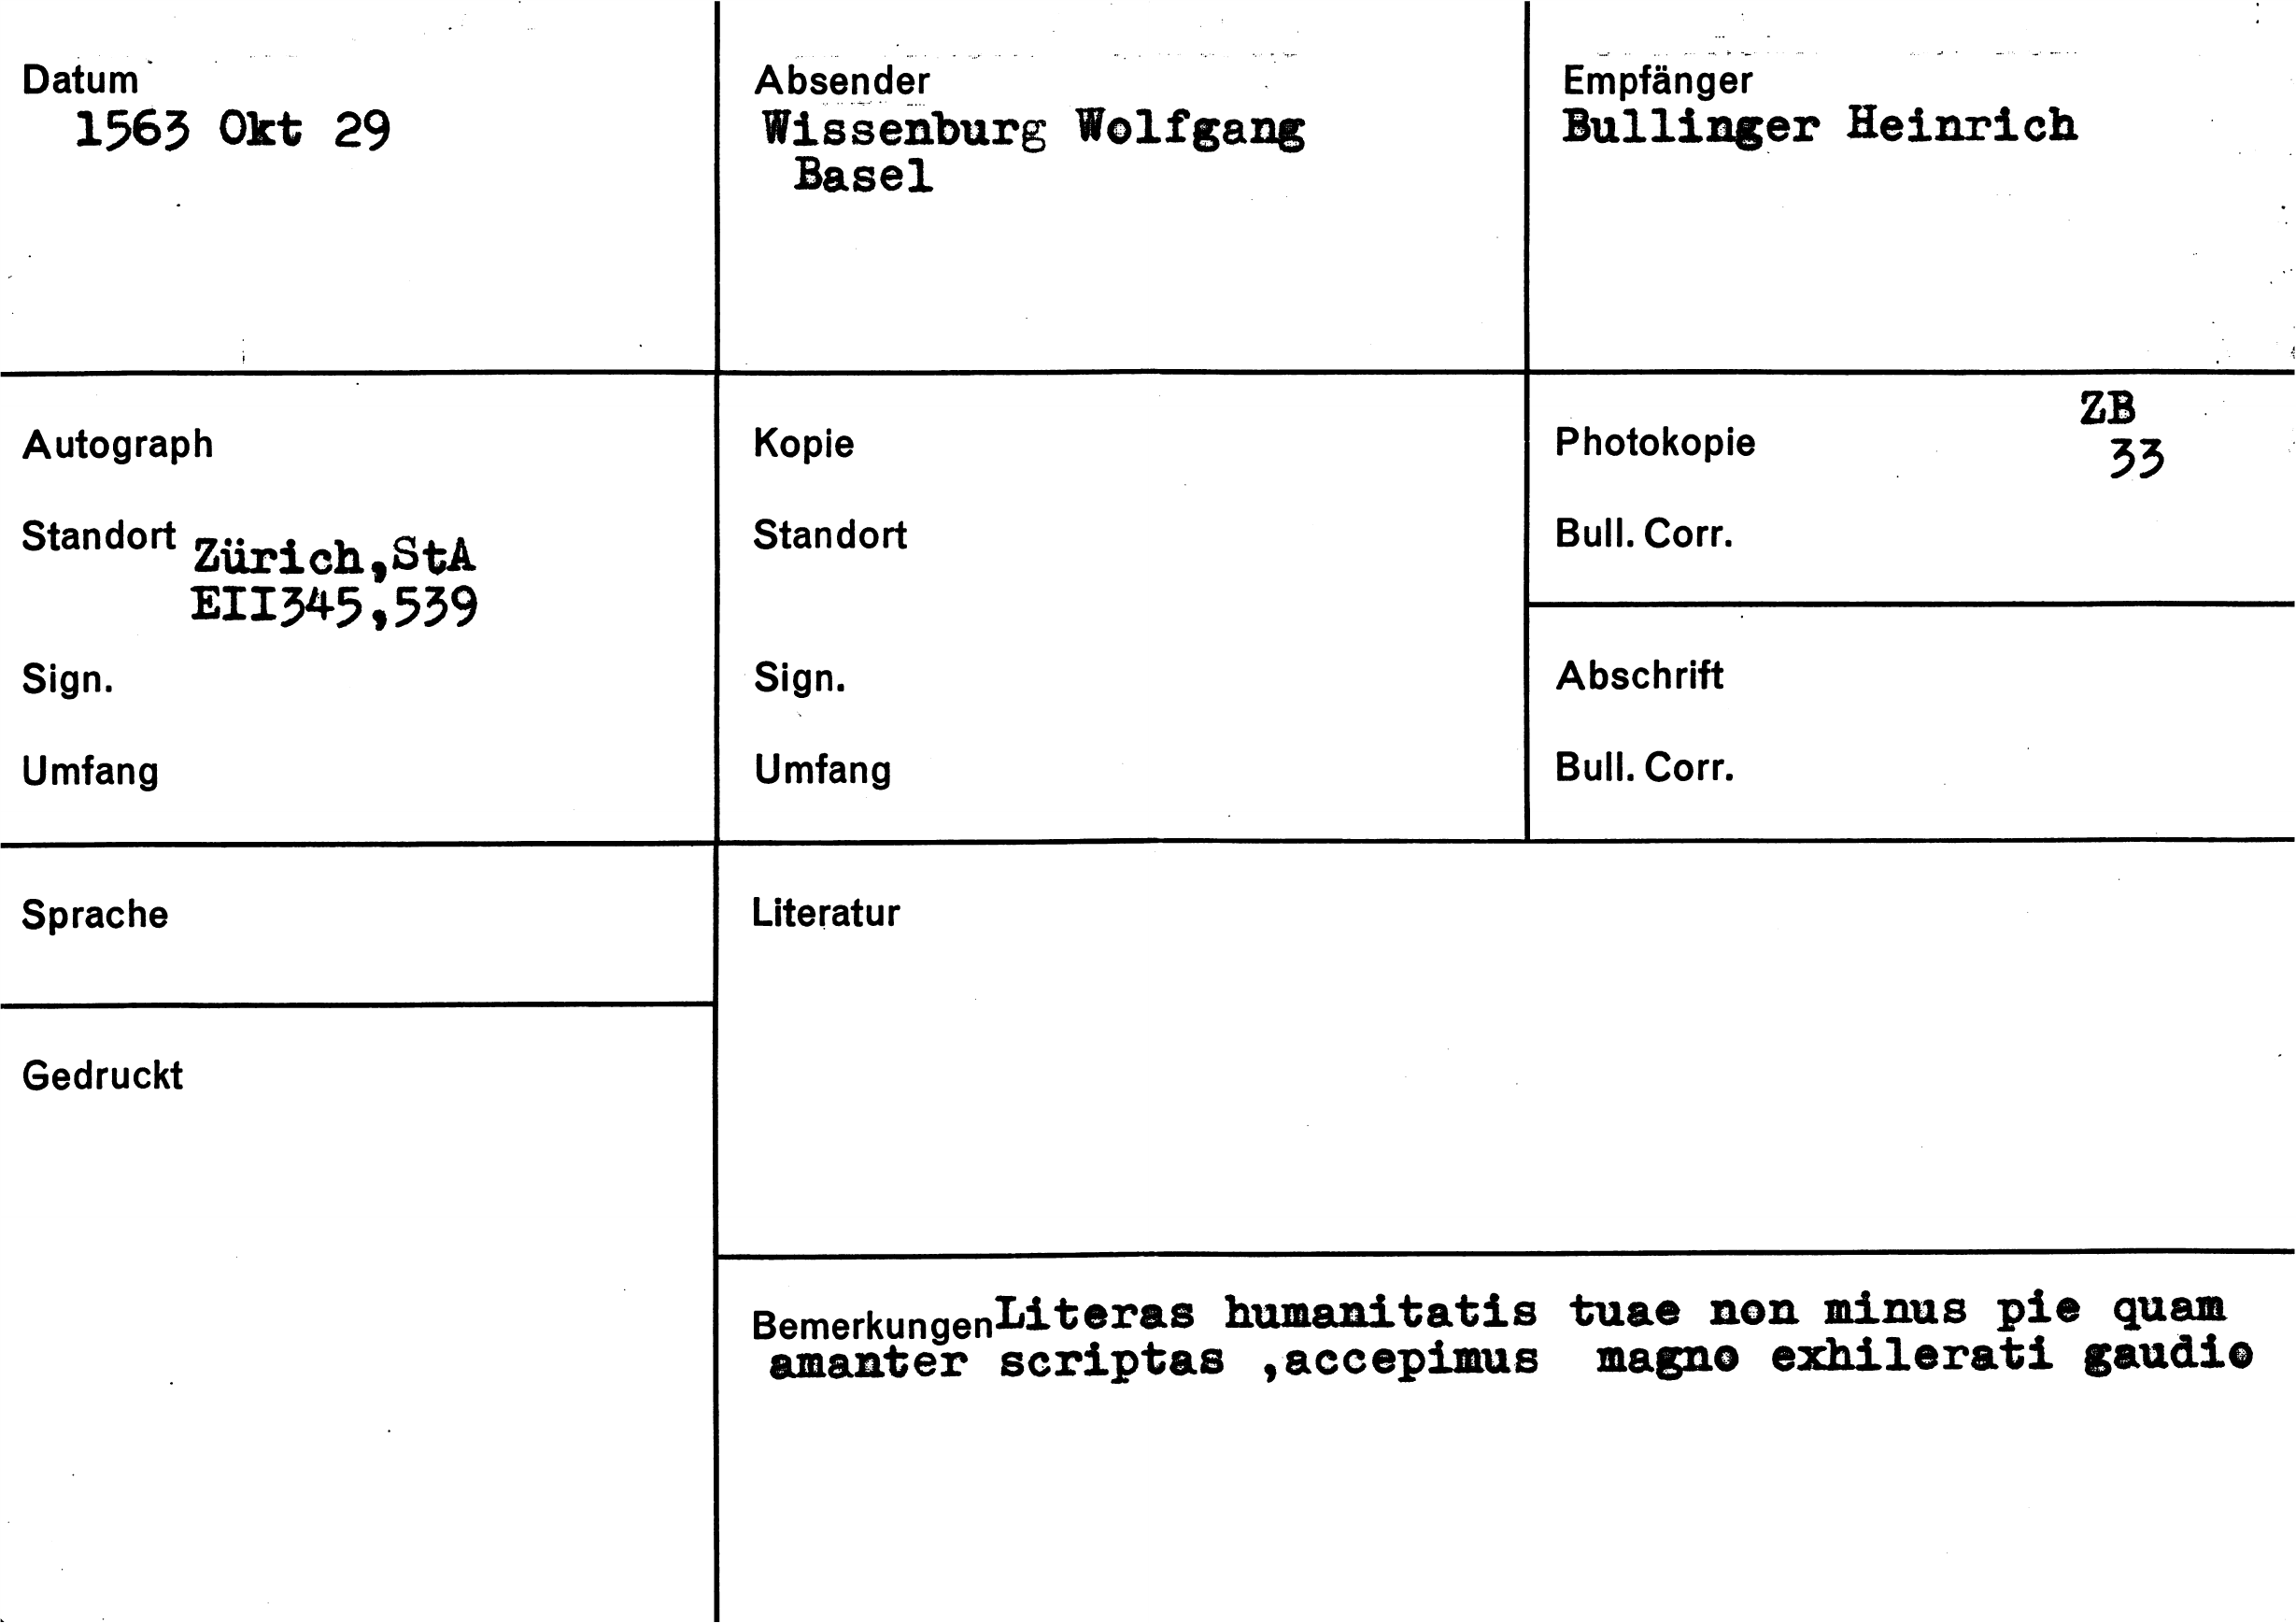 Datum
1563 Okt 29
Absender
Wissenburg Wolfgang
Basel
Empfänger
Bullinger Heinrich
Autograph
Standort Zürich,StA
EII345,539
Sign.
Umfang
Kopie
Standort
Sign.
Umfang
ZB
Photokopie 33
Bull. Corr.
Abschrift
Bull. Corr.
Sprache
Literatur
Gedruckt
Bemerkungen Literas humanitatis tuae non minus pie quam
amanter scriptas ,accepimus magno exhilerati gaudio